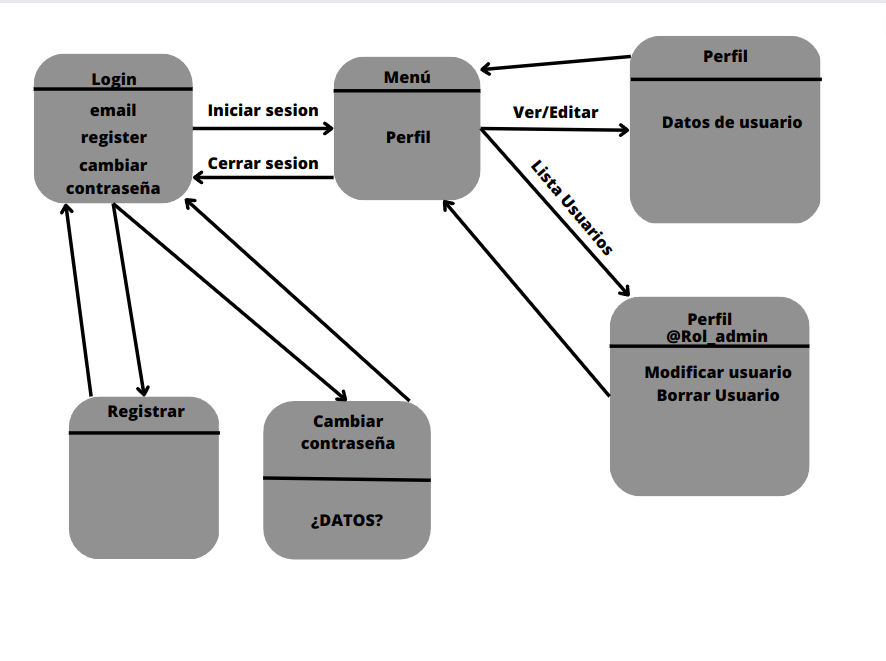 Login
email
register
cambiar
contraseña
Iniciar sesion
Cerrar sesion
Menú
Perfil
Ver/Editar
Lista Usuarios
Perfil
Datos de usuario
Perfil
@Rol_admin
Modificar usuario
Borrar Usuario
Registrar
Cambiar
contraseña
¿DATOS?